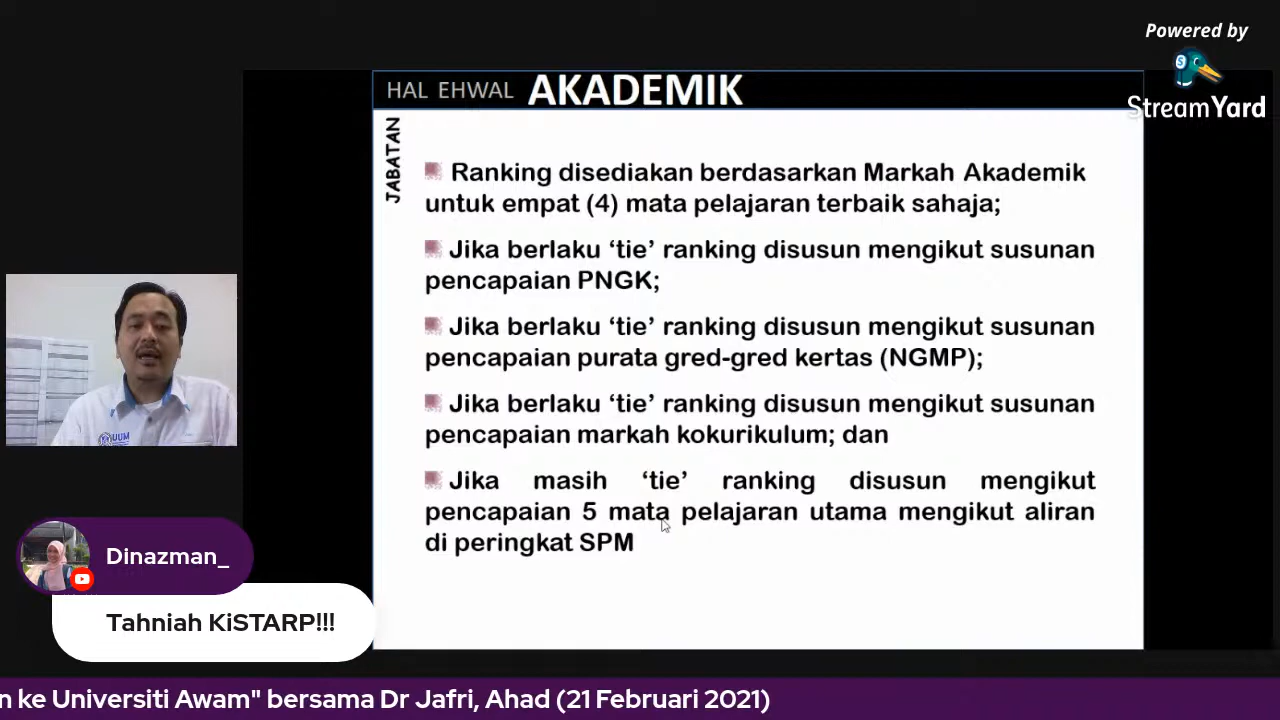 Powered by
StreamYard
HAL EHWAL AKADEMIK
JABATAN
Ranking disediakan berdasarkan Markah Akademik
untuk empat (4) mata pelajaran terbaik sahaja;
Jika berlaku ‘tie’ ranking disusun mengikut susunan
pencapaian PNGK;
Jika berlaku ‘tie’ ranking disusun mengikut susunan
pencapaian purata gred-gred kertas (NGMP);
Jika berlaku ‘tie’ ranking disusun mengikut susunan
pencapaian markah kokurikulum; dan
Jika masih ‘tie’ ranking disusun mengikut
pencapaian 5 mata pelajaran utama mengikut aliran
di peringkat SPM
UUM
Dinazman_
Tahniah KiSTARP!!!
n ke Universiti Awam" bersama Dr Jafri, Ahad (21 Februari 2021)